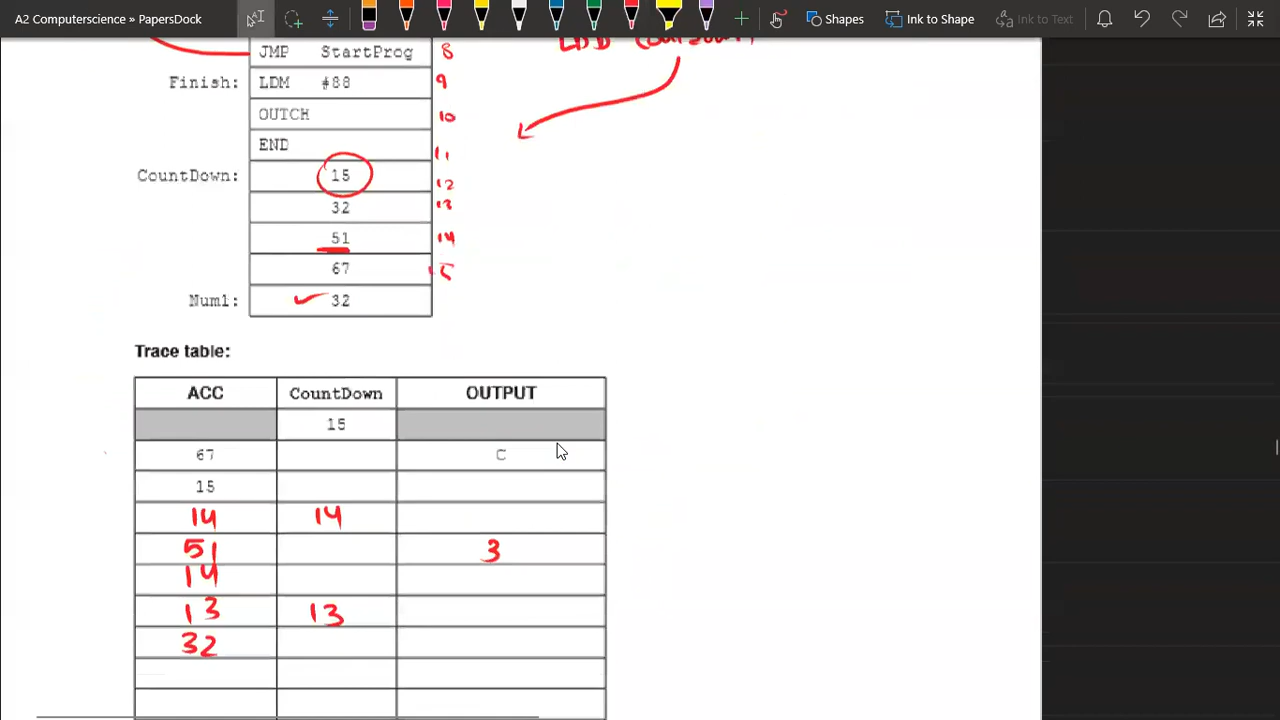 A2 Computerscience » PapersDock Shapes Ink to Shape Ink to Text
JMP StartProg 8
Finish: LDM #88 9
OUTCH 10
END 11
CountDown: 15 12
32 13
51 14
67 15
Num1: 32
Trace table:
ACC CountDown OUTPUT
15
67 C
15
14 14
51 3
14
13 13
32